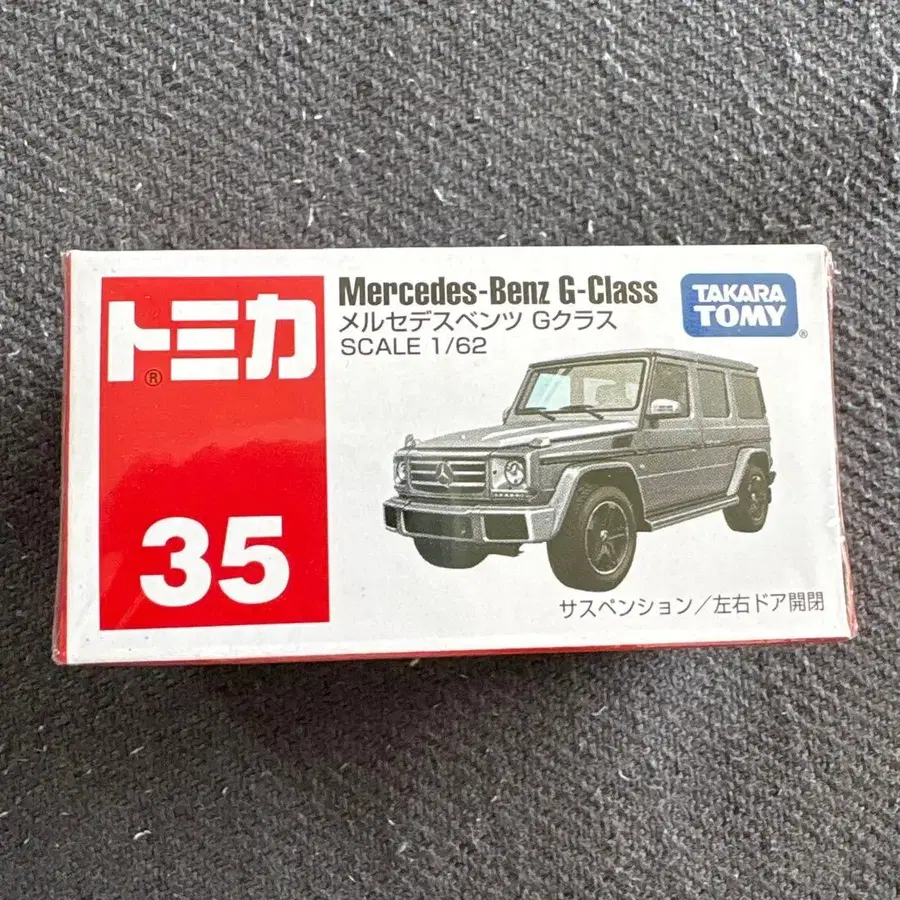 トミカ®
35
Mercedes-Benz G-Class
メルセデスベンツ Gクラス
SCALE 1/62
TAKARA
TOMY®
サスペンション/左右ドア開閉